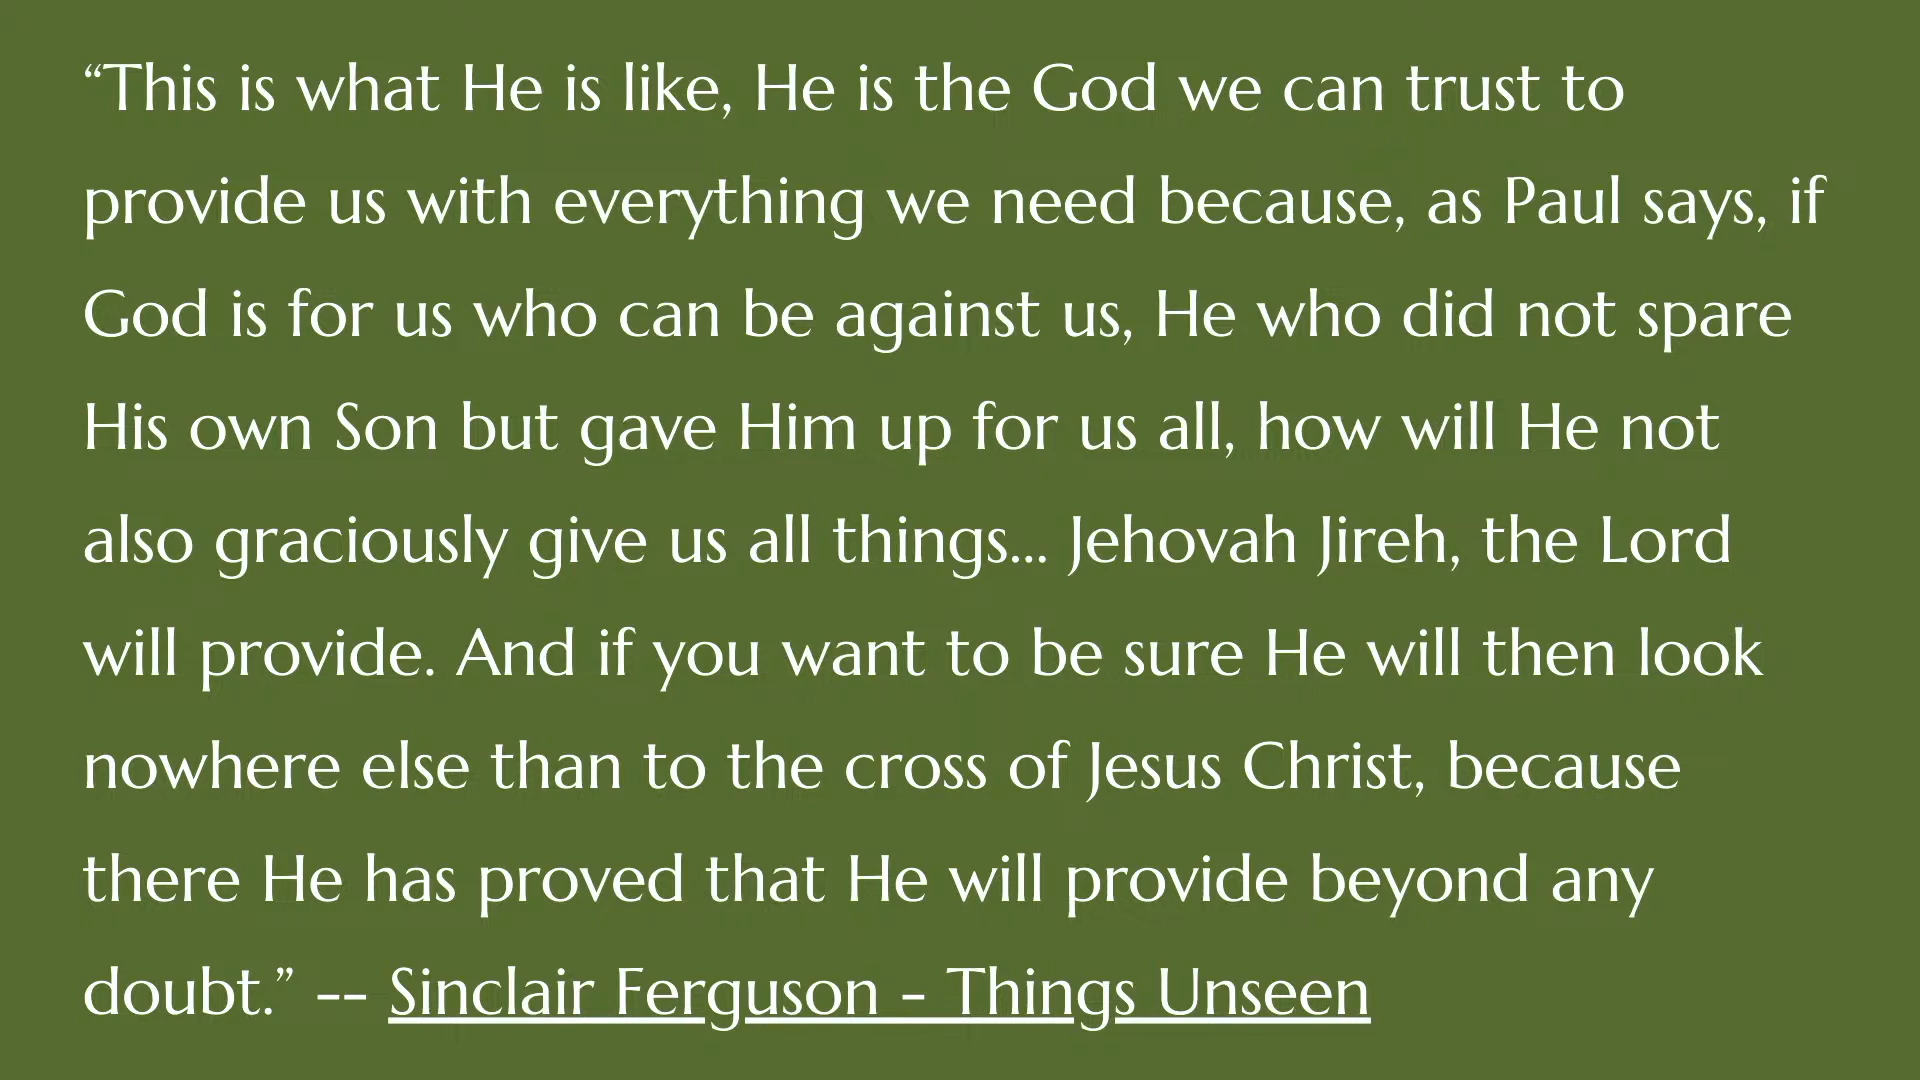 “This is what He is like, He is the God we can trust to
provide us with everything we need because, as Paul says, if
God is for us who can be against us, He who did not spare
His own Son but gave Him up for us all, how will He not
also graciously give us all things... Jehovah Jireh, the Lord
will provide. And if you want to be sure He will then look
nowhere else than to the cross of Jesus Christ, because
there He has proved that He will provide beyond any
doubt.” -- Sinclair Ferguson - Things Unseen